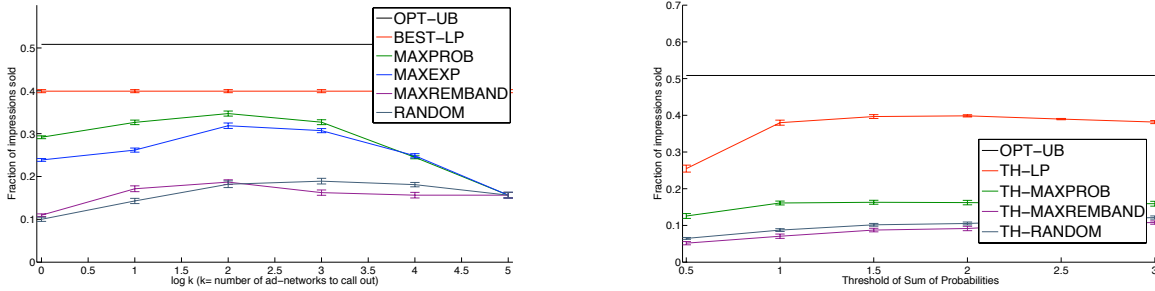 OPT-UB
BEST-LP
MAXPROB
MAXEXP
MAXREMBAND
RANDOM
0.5
0.4
0.3
0.2
0.1
0
Fraction of impressions sold
0 0.5 1.0 1.5 2 2.5 3 3.5 4 4.5 5
log k (k= number of ad-networks to call out)
0.7
0.6
0.5
0.4
0.3
0.2
0.1
0
Fraction of impressions sold
OPT-UB
TH-LP
TH-MAXPROB
TH-MAXREMBAND
TH-RANDOM
0.5 1 1.5 2 2.5 3
Threshold of Sum of Probabilities